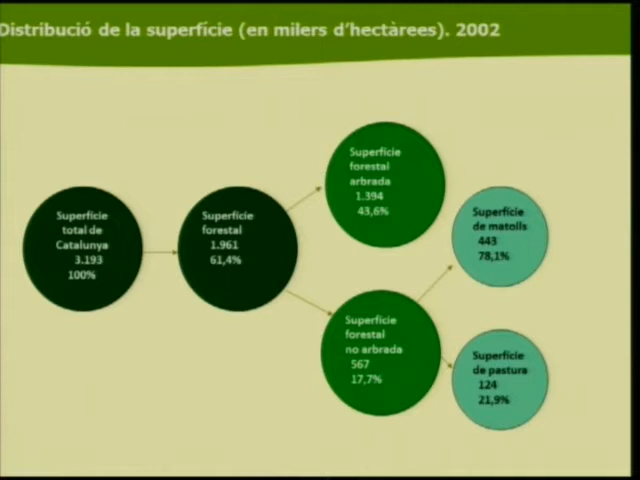 Distribució de la superfície (en milers d'hectàrees). 2002
Superfície
total de
Catalunya
3.193
100%
Superfície
forestal
1.961
61,4%
Superfície
forestal
arbrada
1.394
43,6%
Superfície
forestal
no arbrada
567
17,7%
Superfície
de matolls
443
78,1%
Superfície
de pastura
124
21,9%